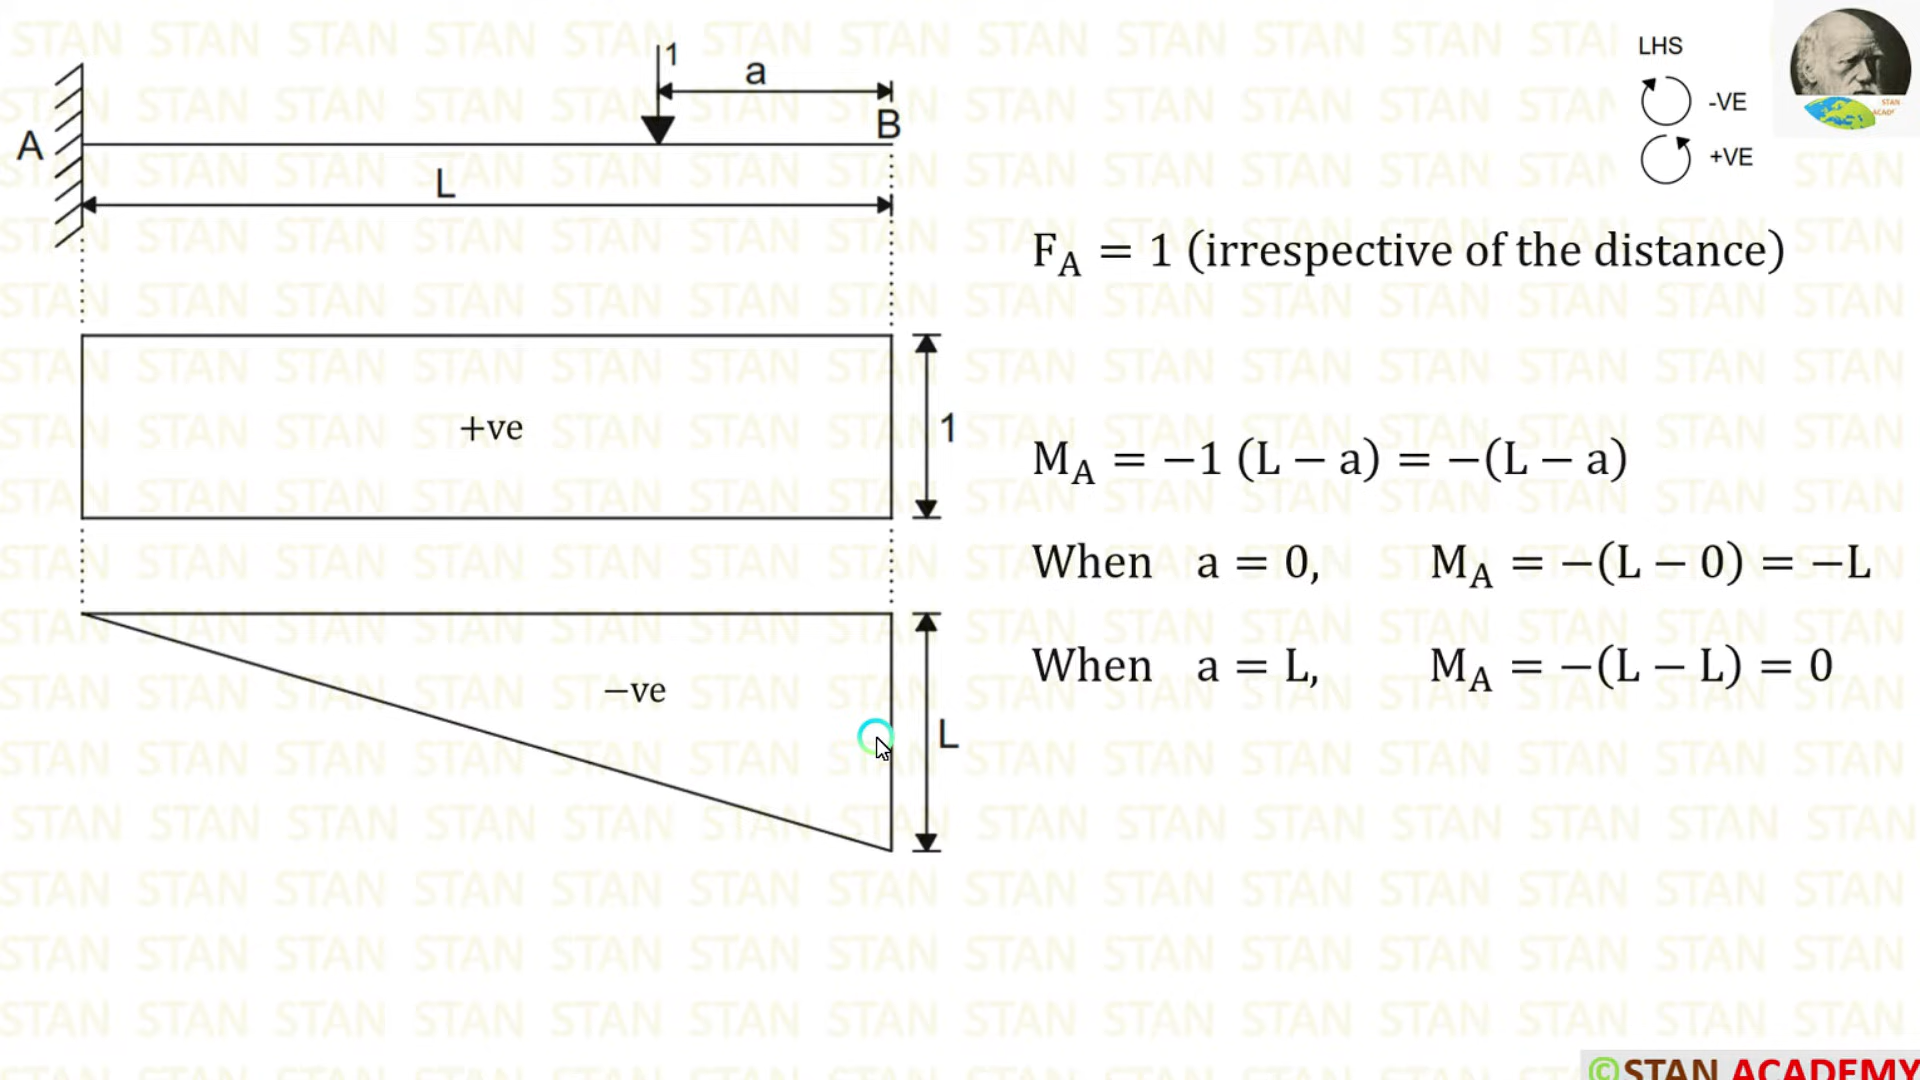 1
a
LHS
A
B
-VE
L
+VE
F_A = 1 (irrespective of the distance)
+ve
1
M_A = −1 (L − a) = −(L − a)
When a = 0, M_A = −(L − 0) = −L
When a = L, M_A = −(L − L) = 0
−ve
L
©STAN ACADEMY